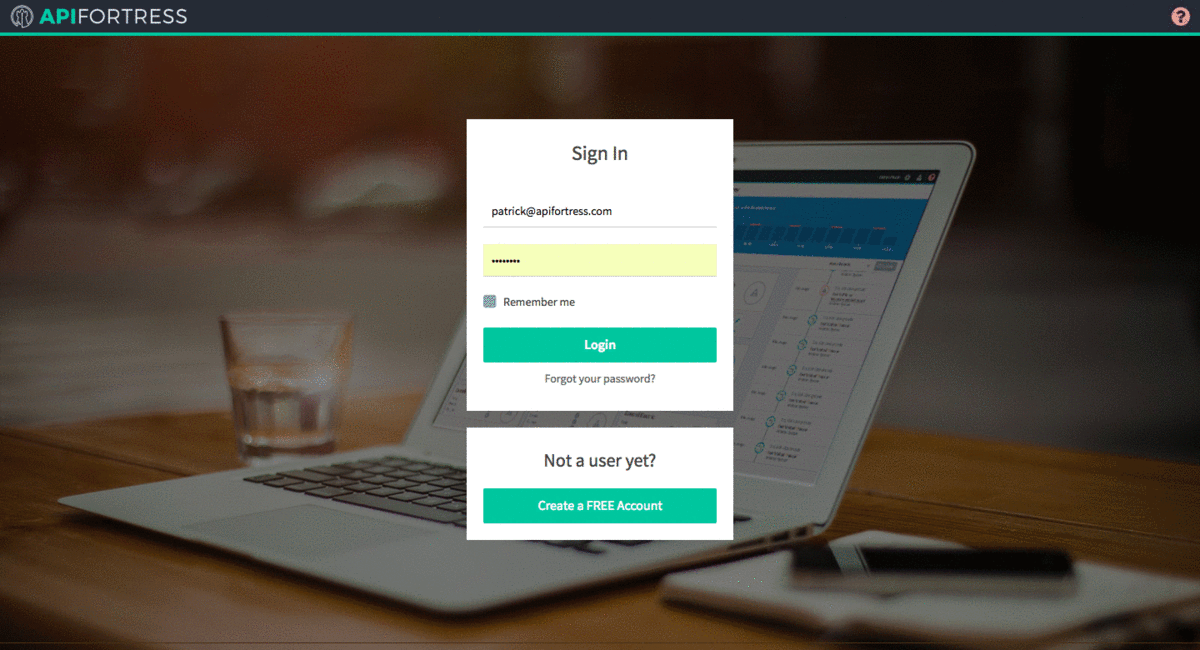 APIFORTRESS
?
Sign In
patrick@apifortress.com
••••••••
Remember me
Login
Forgot your password?
Not a user yet?
Create a FREE Account